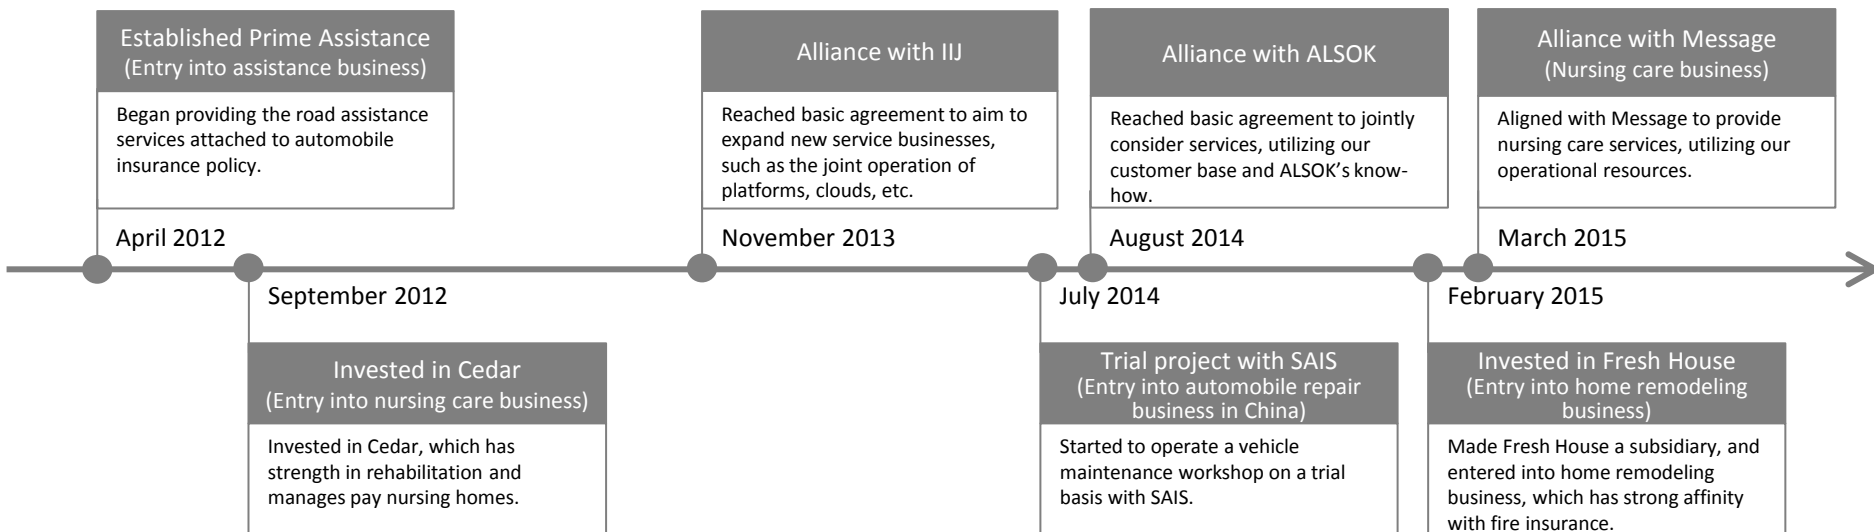 Established Prime Assistance
(Entry into assistance business)
Began providing the road assistance
services attached to automobile
insurance policy.
April 2012
Alliance with IIJ
Reached basic agreement to aim to
expand new service businesses,
such as the joint operation of
platforms, clouds, etc.
November 2013
Alliance with ALSOK
Reached basic agreement to jointly
consider services, utilizing our
customer base and ALSOK's know-
how.
August 2014
Alliance with Message
(Nursing care business)
Aligned with Message to provide
nursing care services, utilizing our
operational resources.
March 2015
September 2012
Invested in Cedar
(Entry into nursing care business)
Invested in Cedar, which has
strength in rehabilitation and
manages pay nursing homes.
July 2014
Trial project with SAIS
(Entry into automobile repair
business in China)
Started to operate a vehicle
maintenance workshop on a trial
basis with SAIS.
February 2015
Invested in Fresh House
(Entry into home remodeling
business)
Made Fresh House a subsidiary, and
entered into home remodeling
business, which has strong affinity
with fire insurance.